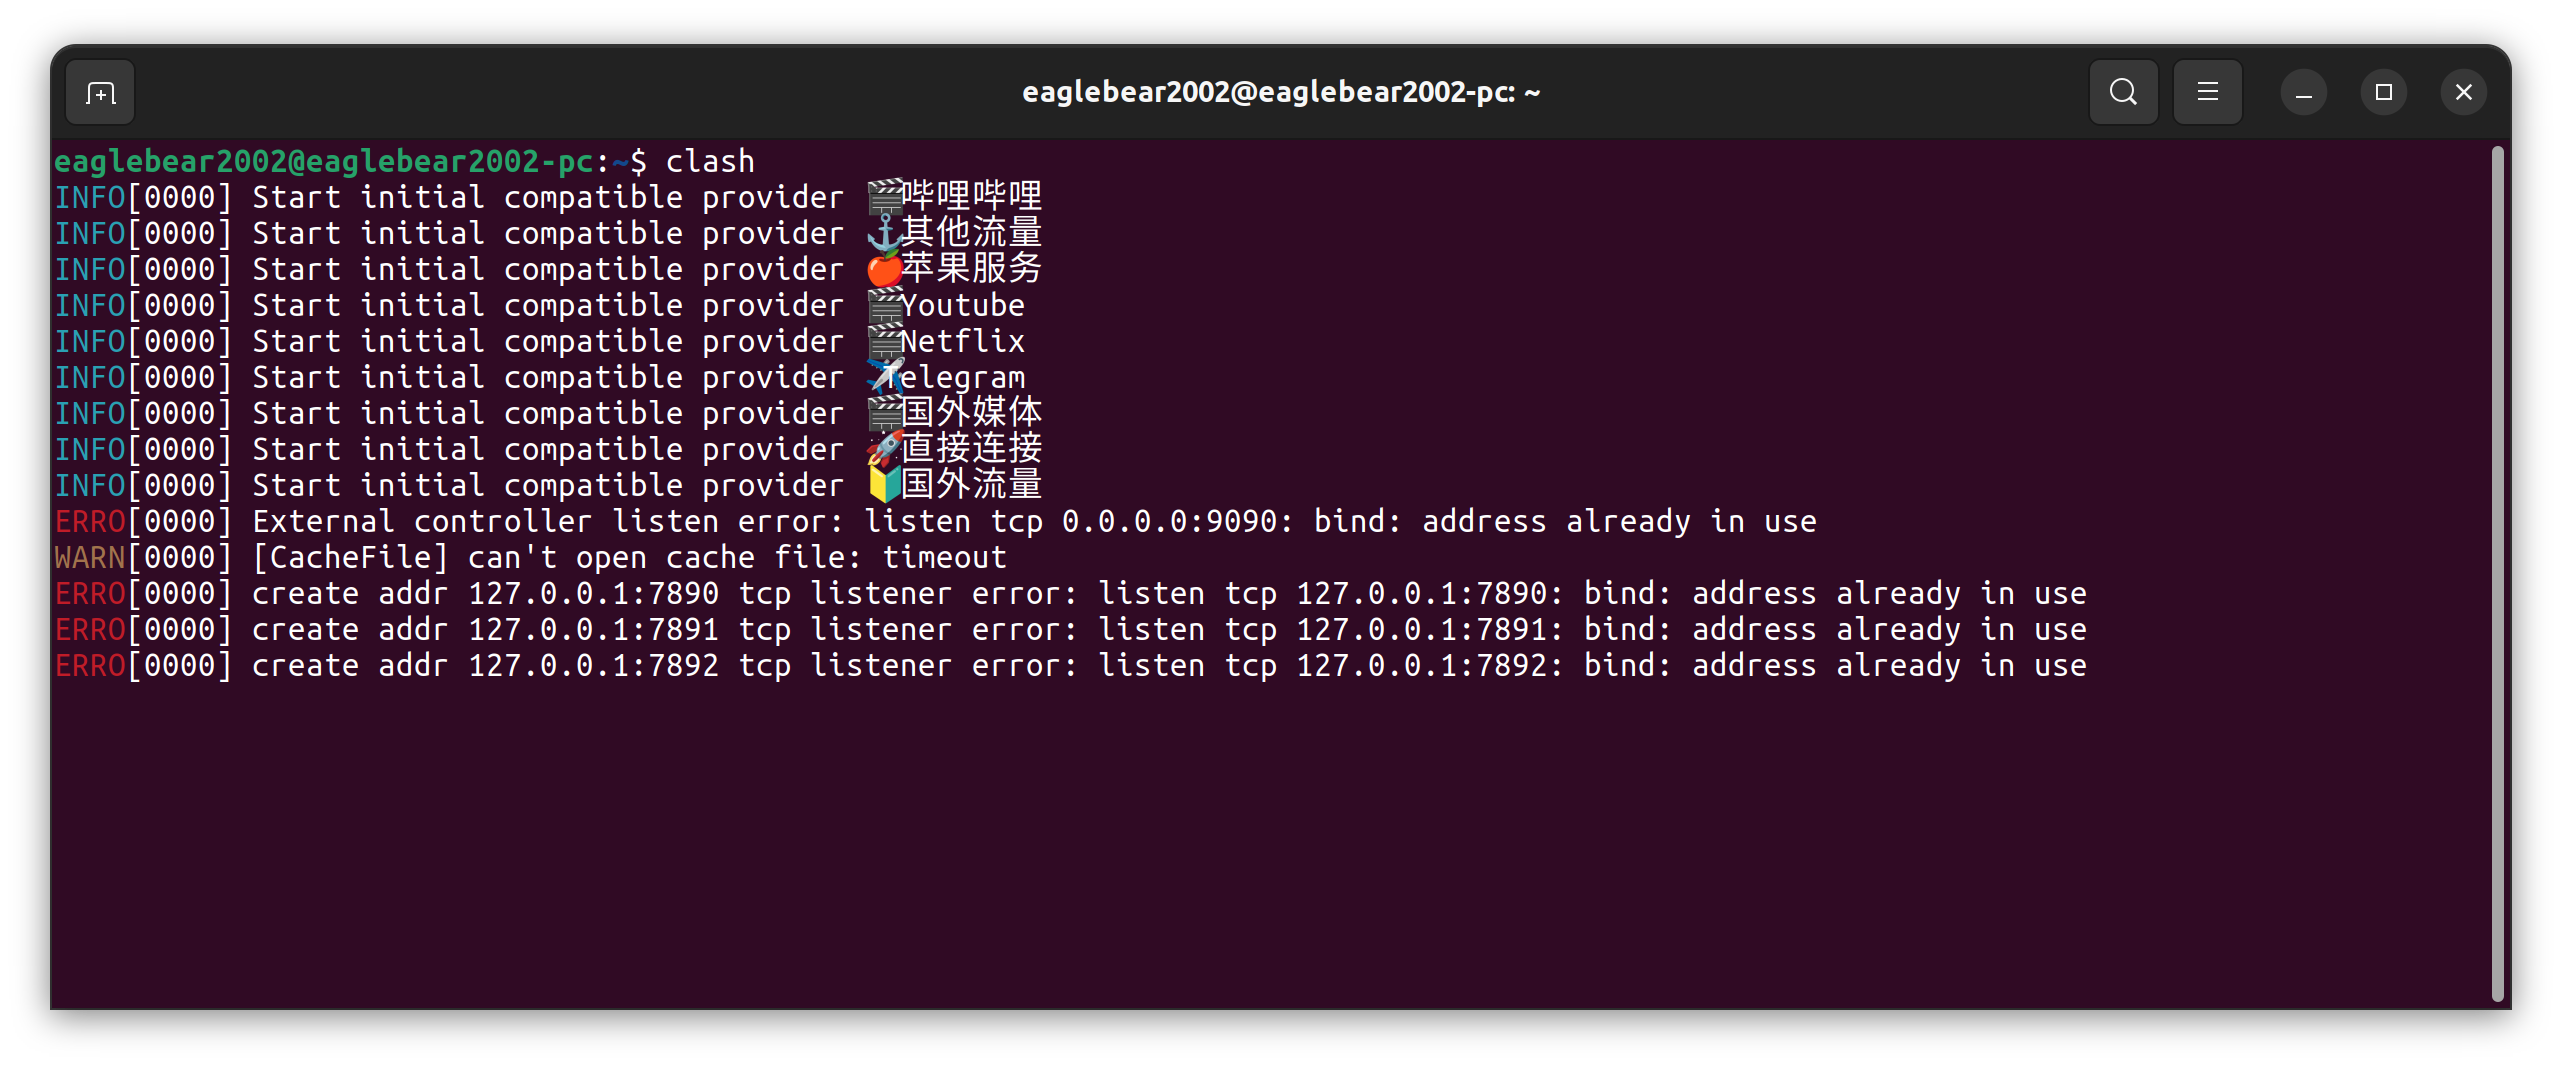 eaglebear2002@eaglebear2002-pc: ~
eaglebear2002@eaglebear2002-pc:~$ clash
INFO[0000] Start initial compatible provider 🎬哔哩哔哩
INFO[0000] Start initial compatible provider ⚓其他流量
INFO[0000] Start initial compatible provider 🍎苹果服务
INFO[0000] Start initial compatible provider 🎬Youtube
INFO[0000] Start initial compatible provider 🎬Netflix
INFO[0000] Start initial compatible provider ✈️Telegram
INFO[0000] Start initial compatible provider 🎬国外媒体
INFO[0000] Start initial compatible provider 🚀直接连接
INFO[0000] Start initial compatible provider 🔰国外流量
ERRO[0000] External controller listen error: listen tcp 0.0.0.0:9090: bind: address already in use
WARN[0000] [CacheFile] can't open cache file: timeout
ERRO[0000] create addr 127.0.0.1:7890 tcp listener error: listen tcp 127.0.0.1:7890: bind: address already in use
ERRO[0000] create addr 127.0.0.1:7891 tcp listener error: listen tcp 127.0.0.1:7891: bind: address already in use
ERRO[0000] create addr 127.0.0.1:7892 tcp listener error: listen tcp 127.0.0.1:7892: bind: address already in use